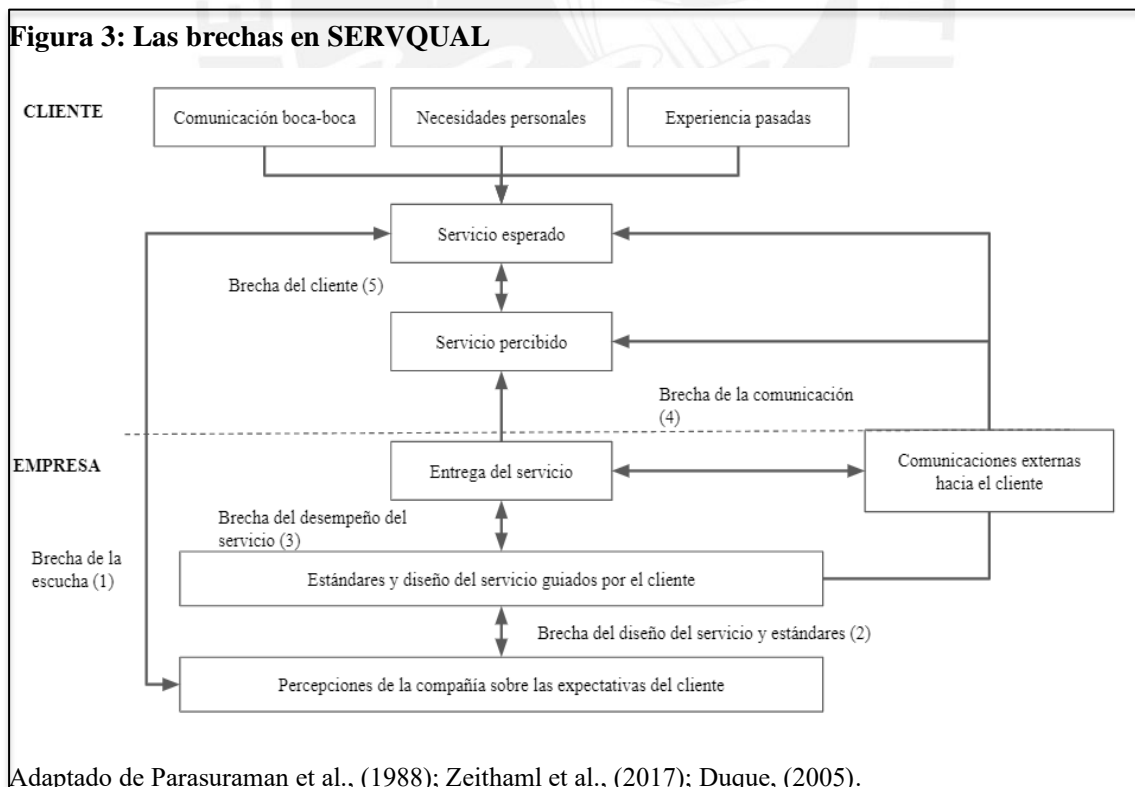 Figura 3: Las brechas en SERVQUAL
CLIENTE
Comunicación boca-boca
Necesidades personales
Experiencia pasadas
Servicio esperado
Brecha del cliente (5)
Servicio percibido
Brecha de la comunicación
(4)
EMPRESA
Entrega del servicio
Comunicaciones externas
hacia el cliente
Brecha del desempeño del
servicio (3)
Brecha de la
escucha (1)
Estándares y diseño del servicio guiados por el cliente
Brecha del diseño del servicio y estándares (2)
Percepciones de la compañía sobre las expectativas del cliente
Adaptado de Parasuraman et al., (1988); Zeithaml et al., (2017); Duque, (2005).